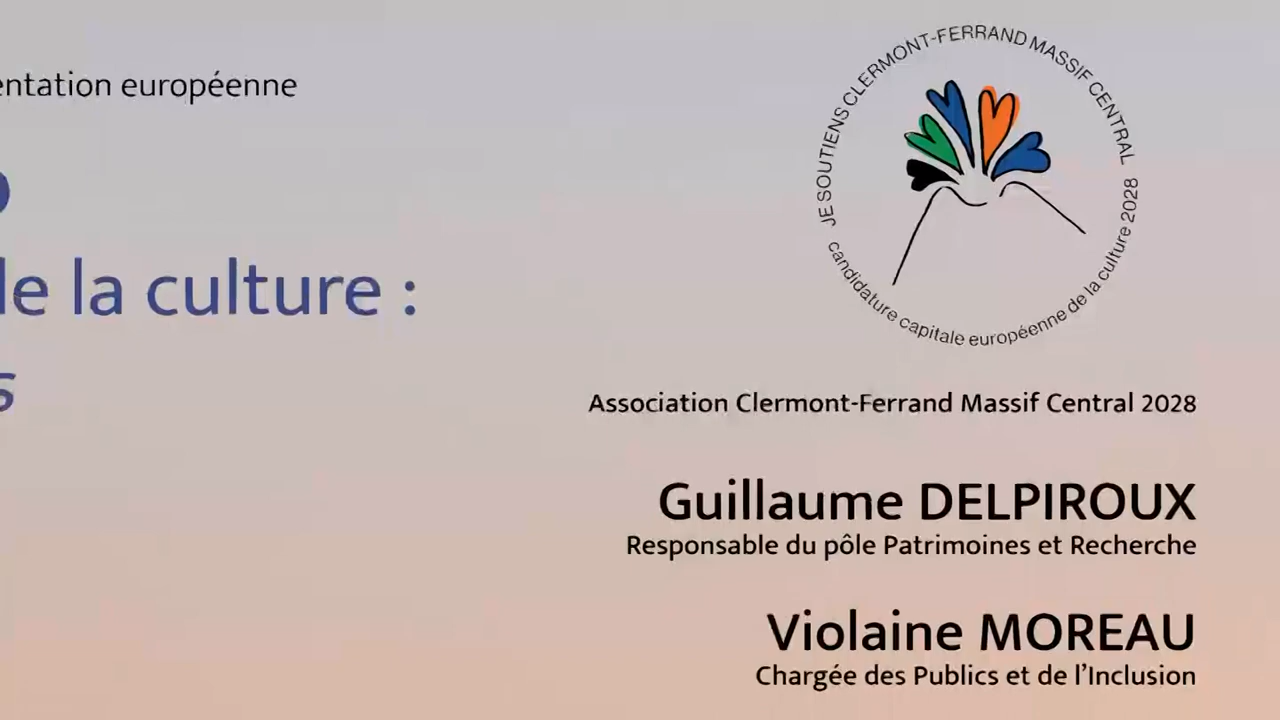 européenne
la culture :
JE SOUTIENS CLERMONT-FERRAND MASSIF CENTRAL
candidature capitale européenne de la culture 2028
Association Clermont-Ferrand Massif Central 2028
Guillaume DELPIROUX
Responsable du pôle Patrimoines et Recherche
Violaine MOREAU
Chargée des Publics et de l’Inclusion